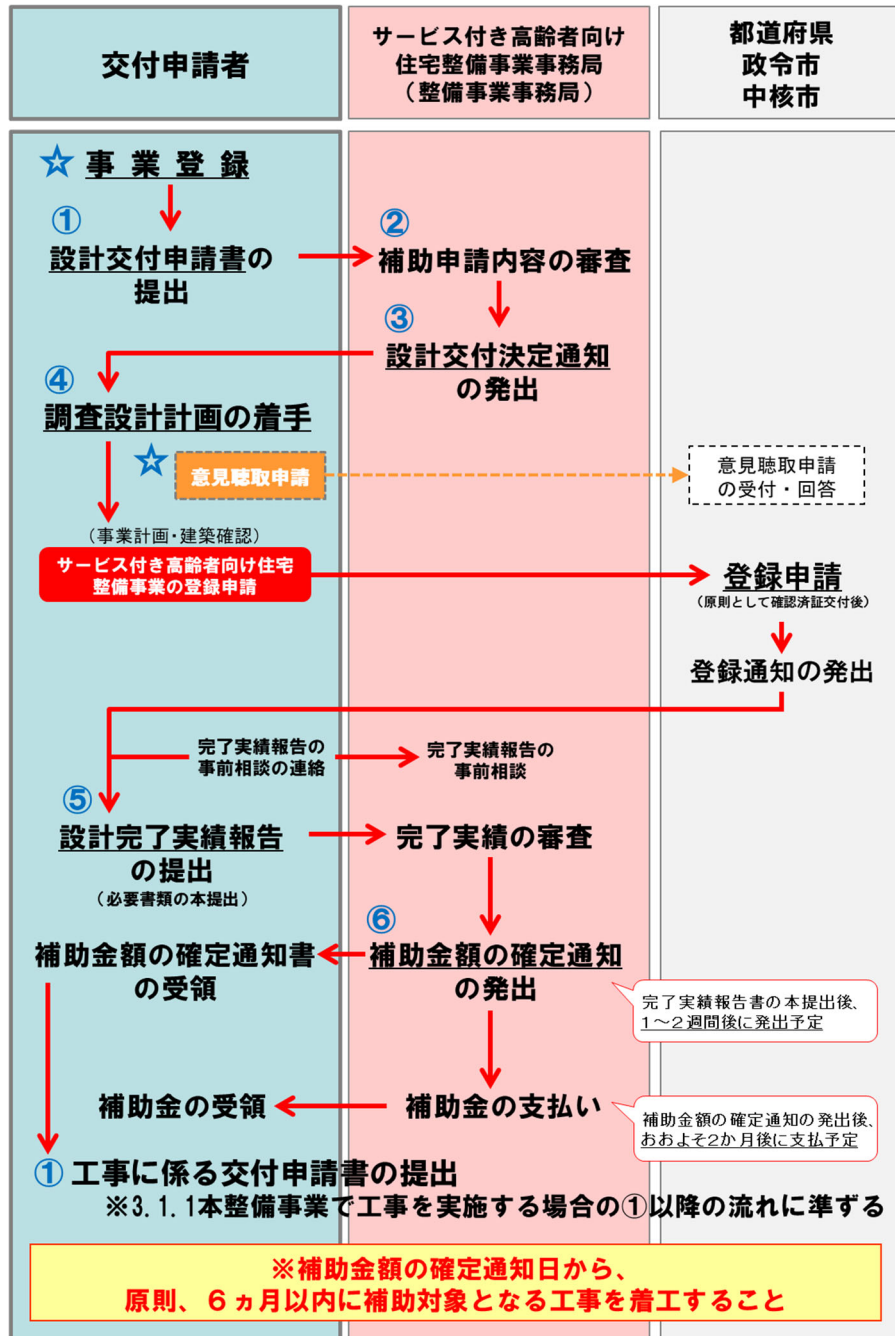 交付申請者
サービス付き高齢者向け
住宅整備事業事務局
（整備事業事務局）
都道府県
政令市
中核市
☆ 事業登録
①
設計交付申請書の
提出
②
補助申請内容の審査
③
設計交付決定通知
の発出
④
調査設計計画の着手
☆
意見聴取申請
意見聴取申請
の受付・回答
（事業計画・建築確認）
サービス付き高齢者向け住宅
整備事業の登録申請
登録申請
（原則として確認済証交付後）
登録通知の発出
完了実績報告の
事前相談の連絡
完了実績報告の
事前相談
⑤
設計完了実績報告
の提出
（必要書類の本提出）
完了実績の審査
⑥
補助金額の確定通知
の発出
補助金額の確定通知書
の受領
完了実績報告書の本提出後、
1～2週間後に発出予定
補助金の受領
補助金の支払い
補助金額の確定通知の発出後、
おおよそ2か月後に支払予定
① 工事に係る交付申請書の提出
※3.1.1本整備事業で工事を実施する場合の①以降の流れに準ずる
※補助金額の確定通知日から、
原則、６ヵ月以内に補助対象となる工事を着工すること